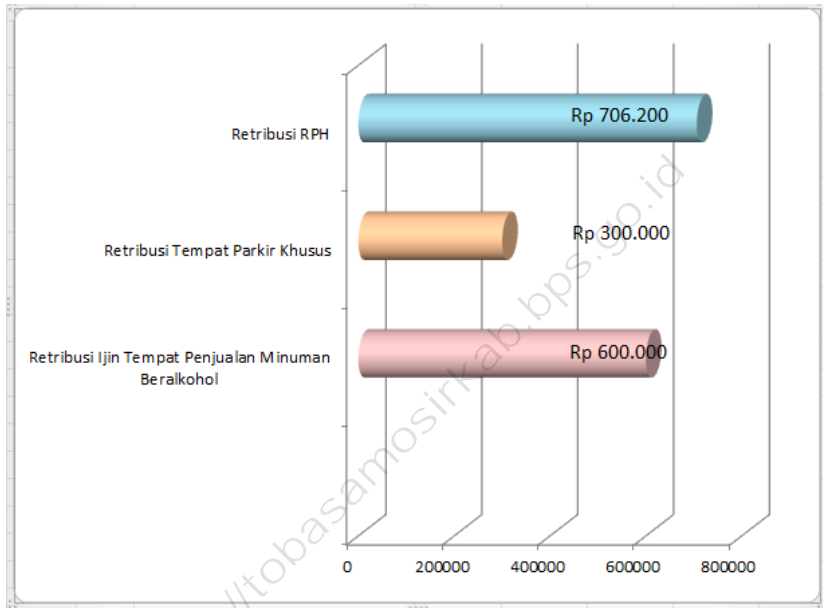 Retribusi RPH
Rp 706.200
Retribusi Tempat Parkir Khusus
Rp 300.000
Retribusi Ijin Tempat Penjualan Minuman
Beralkohol
Rp 600.000
0 200000 400000 600000 800000
//tobasamosirkab.bps.go.id